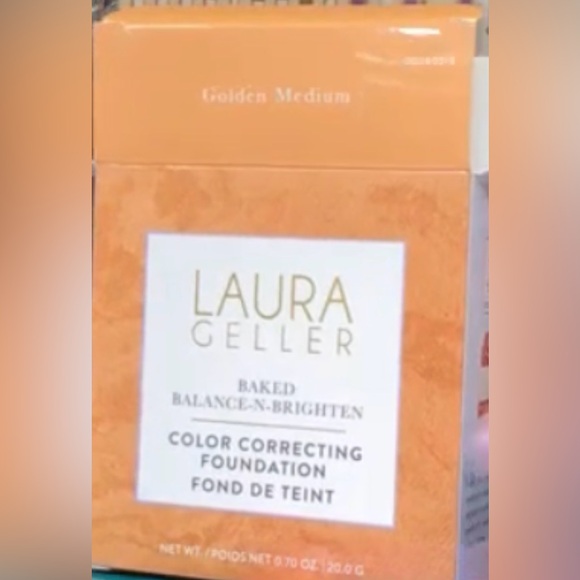 Golden Medium
LAURA
GELLER
BAKED
BALANCE-N-BRIGHTEN
COLOR CORRECTING
FOUNDATION
FOND DE TEINT
NET WT. / POIDS NET 0.70 OZ. | 20.0 G